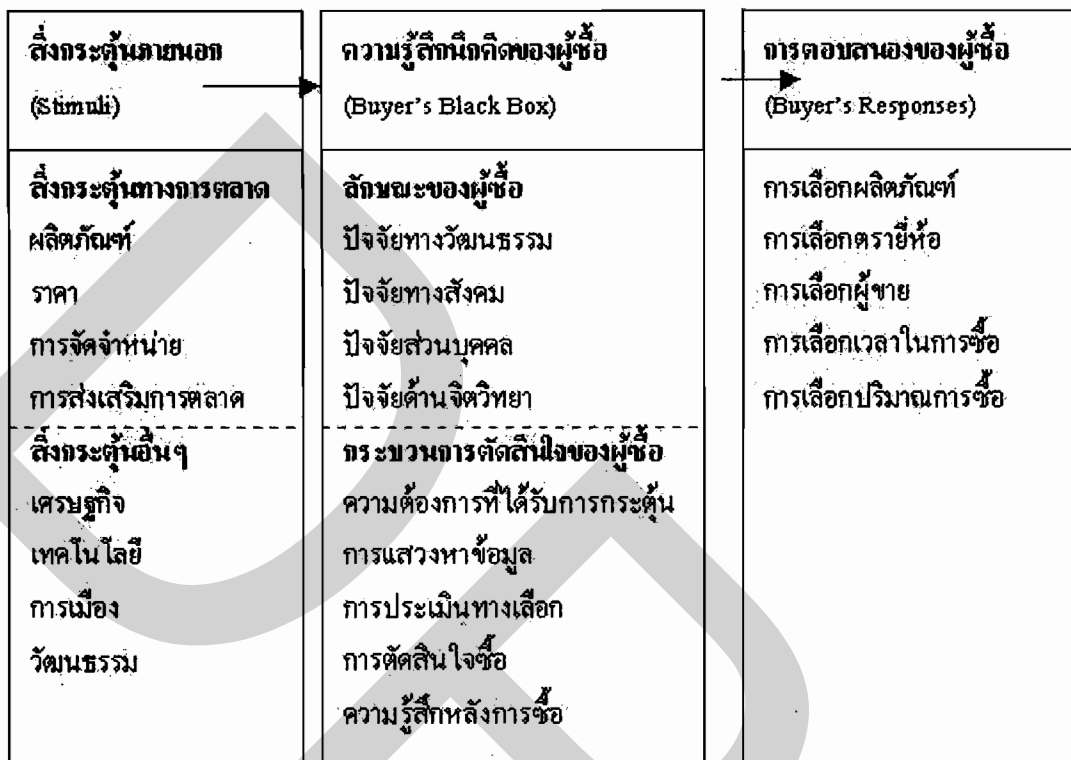 สิ่งกระตุ้นภายนอก
(Stimuli)
สิ่งกระตุ้นทางการตลาด
ผลิตภัณฑ์
ราคา
การจัดจำหน่าย
การส่งเสริมการตลาด
สิ่งกระตุ้นอื่นๆ
เศรษฐกิจ
เทคโนโลยี
การเมือง
วัฒนธรรม
ความรู้สึกนึกคิดของผู้ซื้อ
(Buyer's Black Box)
ลักษณะของผู้ซื้อ
ปัจจัยทางวัฒนธรรม
ปัจจัยทางสังคม
ปัจจัยส่วนบุคคล
ปัจจัยด้านจิตวิทยา
กระบวนการตัดสินใจของผู้ซื้อ
ความต้องการที่ได้รับการกระตุ้น
การแสวงหาข้อมูล
การประเมินทางเลือก
การตัดสินใจซื้อ
ความรู้สึกหลังการซื้อ
การตอบสนองของผู้ซื้อ
(Buyer's Responses)
การเลือกผลิตภัณฑ์
การเลือกตรายี่ห้อ
การเลือกผู้ขาย
การเลือกเวลาในการซื้อ
การเลือกปริมาณการซื้อ